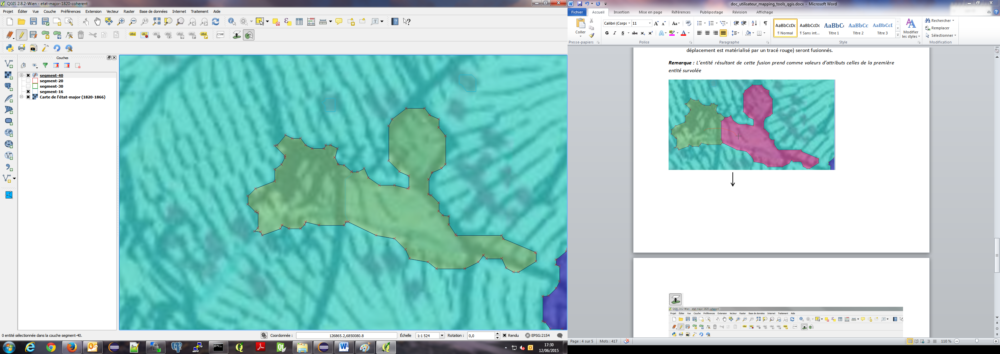 QGIS 2.8.2-Wien - etat-major-1820-coherent
Projet Éditer Vue Couche Préférences Extension Vecteur Raster Base de données Internet Traitement Aide
CSW
Couches
segment-40
segment-20
segment-30
segment-16
Carte de l'état-major (1820-1866)
0 entité sélectionnée dans la couche segment-40.
Coordonnée : 126865.2,6850080.8 Échelle 1:1 524 Rotation : 0,0 Rendu EPSG:2154
17:30
12/06/2015
doc_utilisateur_mapping_tools_qgis.docx - Microsoft Word
Fichier Accueil Insertion Mise en page Références Publipostage Révision Affichage
Coller
Calibri (Corps 11
G I S abc X₂ X²
AaBbCcDc AaBbCcDc AaBbC AaBbCc AaBbCcI
¶ Normal ¶ Sans int... Titre 1 Titre 2 Titre 3
Modifier les styles
Rechercher
Remplacer
Sélectionner
Presse-papiers Police Paragraphe Style Modification
déplacement est matérialisé par un tracé rouge) seront fusionnés.
Remarque : L'entité résultant de cette fusion prend comme valeurs d'attributs celles de la première
entité survolée
QGIS 2.8.2-Wien - etat-major-1820-coherent
Projet Éditer Vue Couche Préférences Extension Vecteur Raster Base de données Internet Traitement Aide
Page : 4 sur 5 Mots : 417 110 %